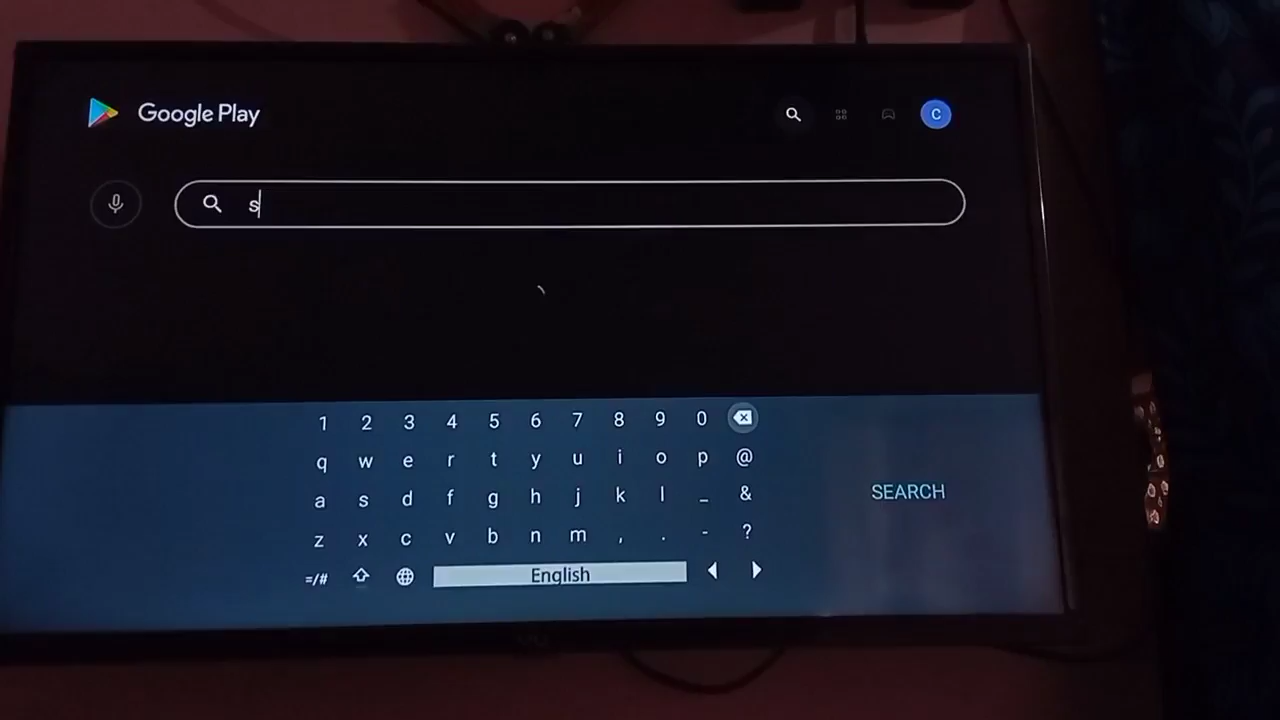 Google Play
C
s
1 2 3 4 5 6 7 8 9 0
q w e r t y u i o p @
a s d f g h j k l _ &
z x c v b n m , . - ?
=/# English
SEARCH